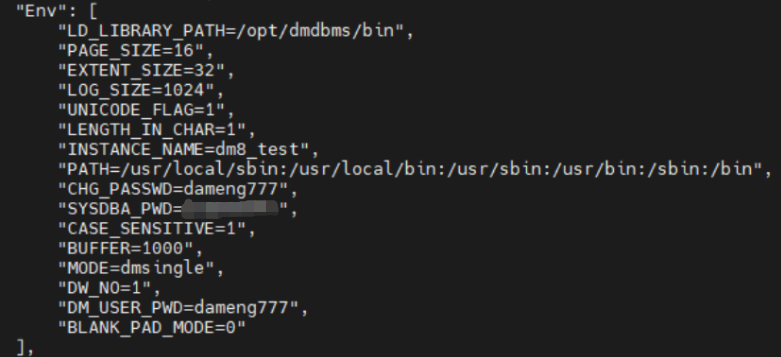 "Env": [
"LD_LIBRARY_PATH=/opt/dmdbms/bin",
"PAGE_SIZE=16",
"EXTENT_SIZE=32",
"LOG_SIZE=1024",
"UNICODE_FLAG=1",
"LENGTH_IN_CHAR=1",
"INSTANCE_NAME=dm8_test",
"PATH=/usr/local/sbin:/usr/local/bin:/usr/sbin:/usr/bin:/sbin:/bin",
"CHG_PASSWD=dameng777",
"SYSDBA_PWD=",
"CASE_SENSITIVE=1",
"BUFFER=1000",
"MODE=dmsingle",
"DW_NO=1",
"DM_USER_PWD=dameng777",
"BLANK_PAD_MODE=0"
],